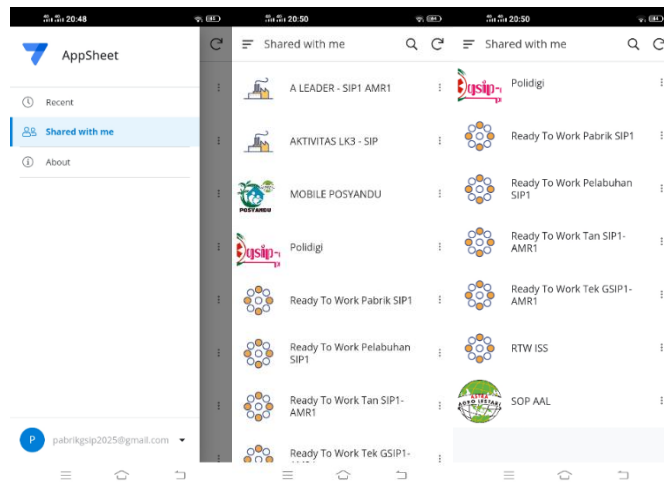 20:48
AppSheet
Recent
Shared with me
About
P
pabrikgsip2025@gmail.com
20:50
Shared with me
A LEADER - SIP1 AMR1
AKTIVITAS LK3 - SIP
POSYANDU
MOBILE POSYANDU
Polidigi
Ready To Work Pabrik SIP1
Ready To Work Pelabuhan
SIP1
Ready To Work Tan SIP1-
AMR1
Ready To Work Tek GSIP1-
20:50
Shared with me
Polidigi
Ready To Work Pabrik SIP1
Ready To Work Pelabuhan
SIP1
Ready To Work Tan SIP1-
AMR1
Ready To Work Tek GSIP1-
AMR1
RTW ISS
ASTRA
AGRO LESTARI
SOP AAL